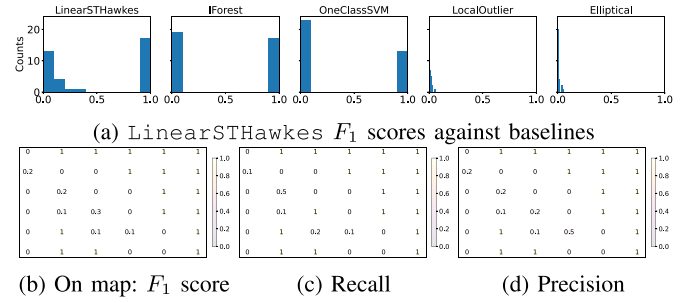 LinearSTHawkes IForest OneClassSVM LocalOutlier Elliptical
Counts
20
0
0.0 0.5 1.0 0.0 0.5 1.0 0.0 0.5 1.0 0.0 0.5 1.0 0.0 0.5 1.0
(a) LinearSTHawkes F1 scores against baselines
0 1 1 1 1 1
0.2 0 0 1 1 1
0 0.2 0 0 1 1
0 0.1 0.3 0 1 1
0 1 0.1 0.1 0 1
0 1 1 0 0 1
1.0
0.8
0.6
0.4
0.2
0.0
(b) On map: F1 score
0 1 1 1 1 1
0.1 0 0 1 1 1
0 0.5 0 0 1 1
0 0.1 1 0 1 1
0 1 0.2 0.1 0 1
0 1 1 0 0 1
1.0
0.8
0.6
0.4
0.2
0.0
(c) Recall
0 1 1 1 1 1
0.2 0 0 1 1 1
0 0.2 0 0 1 1
0 0.1 0.2 0 1 1
0 1 0.1 0.5 0 1
0 1 1 0 0 1
1.0
0.8
0.6
0.4
0.2
0.0
(d) Precision